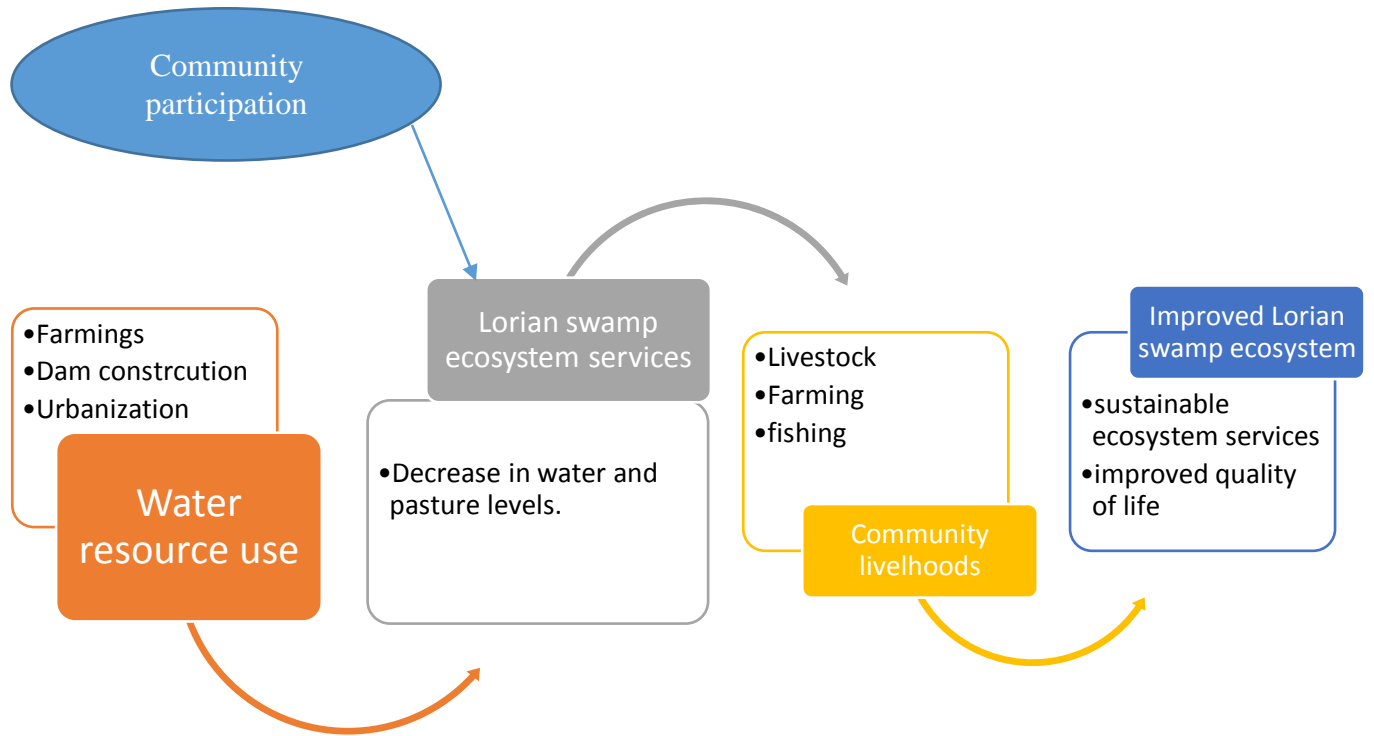 Community
participation
•Farmings
•Dam constrcution
•Urbanization
Water
resource use
Lorian swamp
ecosystem services
•Decrease in water and
pasture levels.
•Livestock
•Farming
•fishing
Community
livelhoods
Improved Lorian
swamp ecosystem
•sustainable
ecosystem services
•improved quality
of life